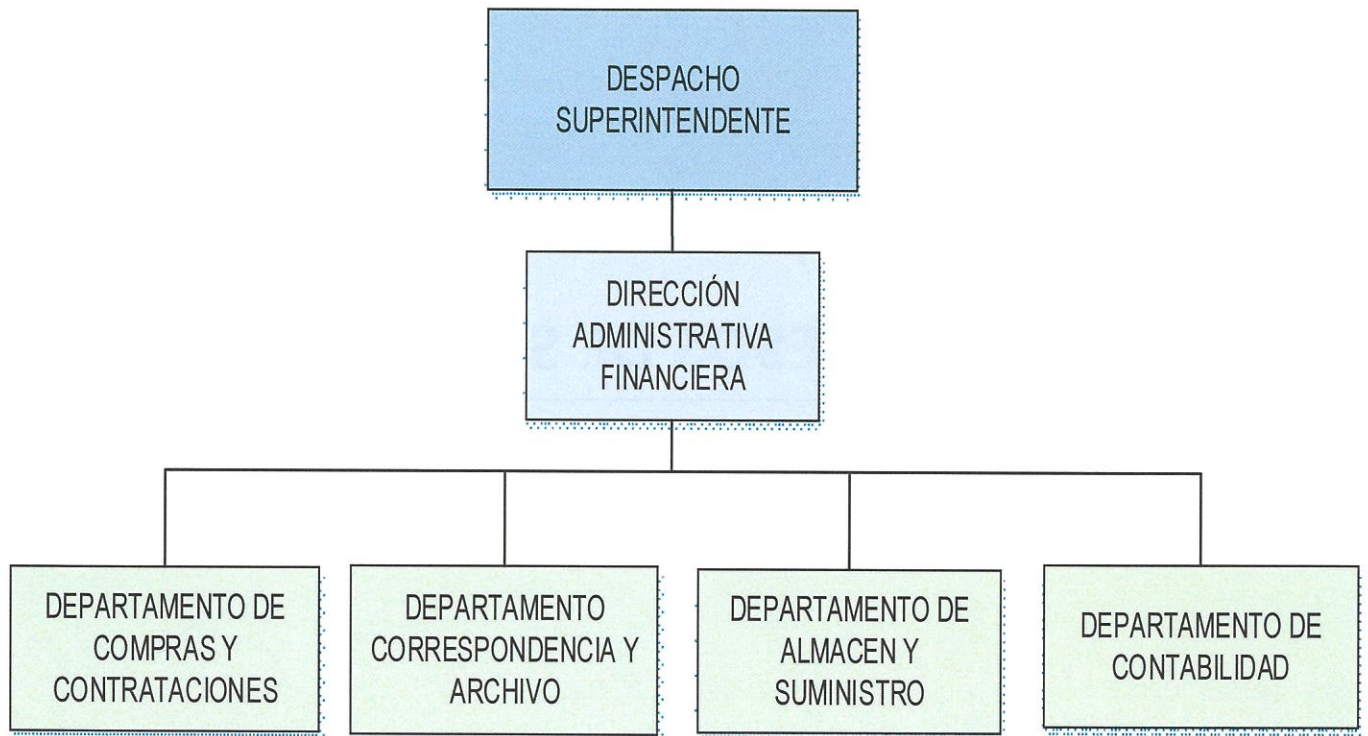 DESPACHO
SUPERINTENDENTE
DIRECCIÓN
ADMINISTRATIVA
FINANCIERA
DEPARTAMENTO DE
COMPRAS Y
CONTRATACIONES
DEPARTAMENTO
CORRESPONDENCIA Y
ARCHIVO
DEPARTAMENTO DE
ALMACEN Y
SUMINISTRO
DEPARTAMENTO DE
CONTABILIDAD